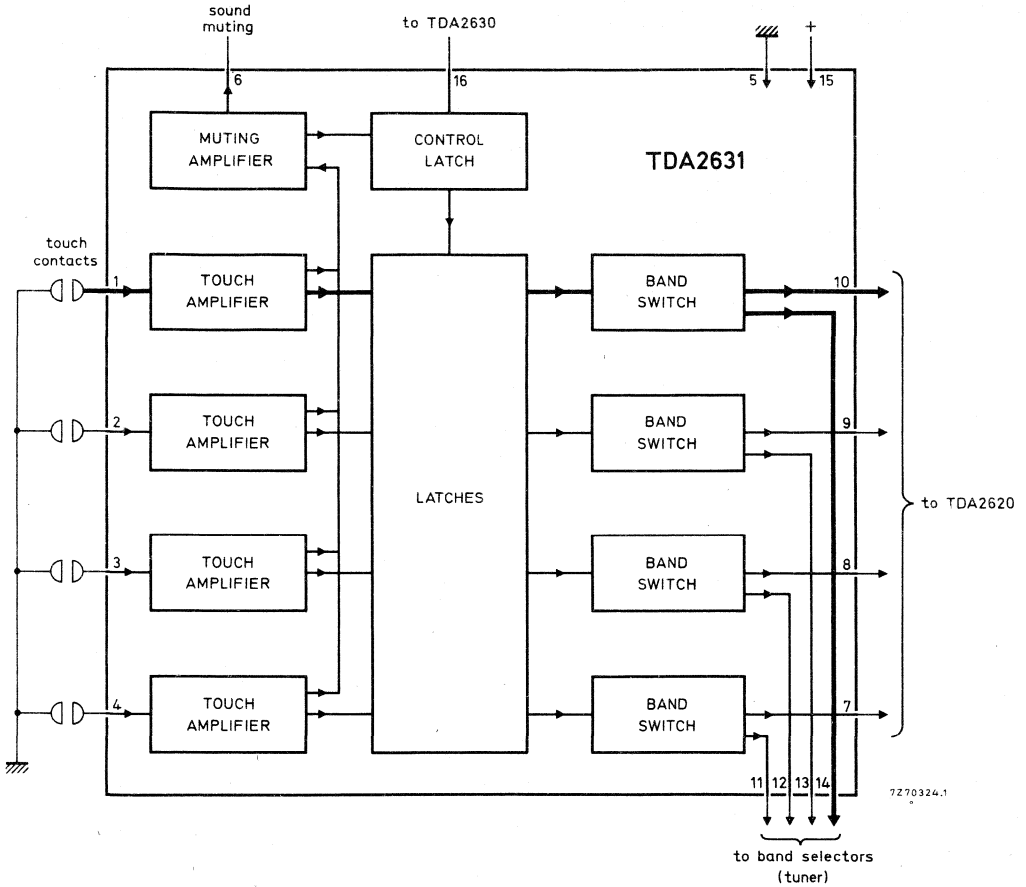 sound
muting
to TDA2630
+
6
16
5
15
MUTING
AMPLIFIER
CONTROL
LATCH
TDA2631
touch
contacts
1
TOUCH
AMPLIFIER
BAND
SWITCH
10
2
TOUCH
AMPLIFIER
BAND
SWITCH
9
LATCHES
to TDA2620
3
TOUCH
AMPLIFIER
BAND
SWITCH
8
4
TOUCH
AMPLIFIER
BAND
SWITCH
7
11 12 13 14
7Z70324.1
to band selectors
(tuner)